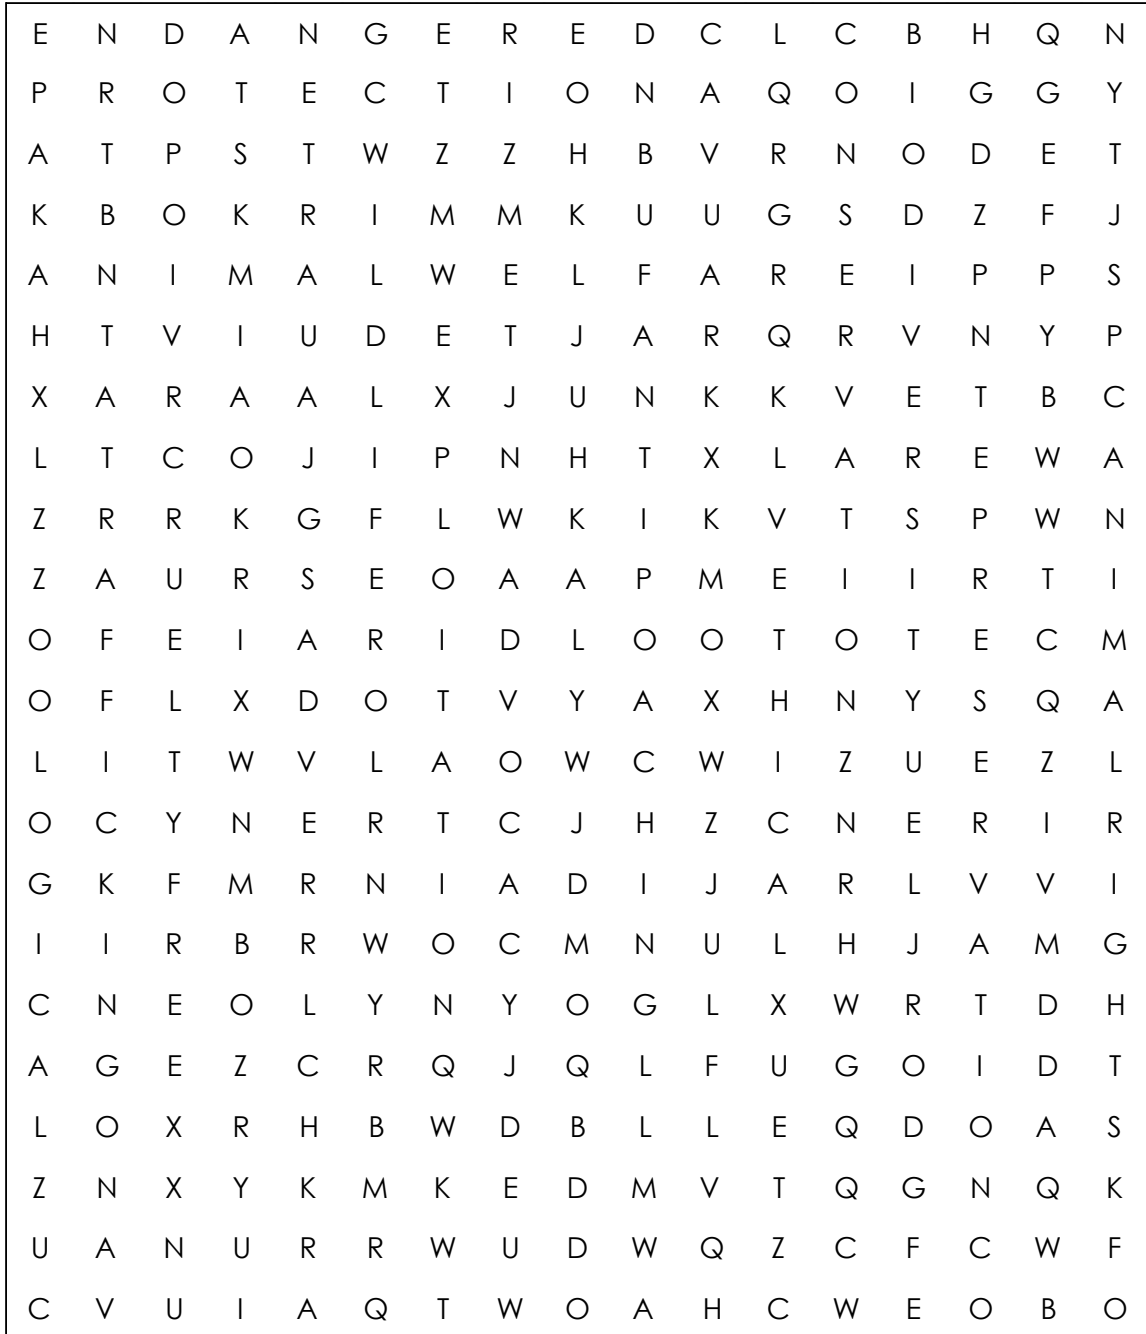 E N D A N G E R E D C L C B H Q N
P R O T E C T I O N A Q O I G G Y
A T P S T W Z Z H B V R N O D E T
K B O K R I M M K U U G S D Z F J
A N I M A L W E L F A R E I P P S
H T V I U D E T J A R Q R V N Y P
X A R A A L X J U N K K V E T B C
L T C O J I P N H T X L A R E W A
Z R R K G F L W K I K V T S P W N
Z A U R S E O A A P M E I I R T I
O F E I A R I D L O O T O T E C M
O F L X D O T V Y A X H N Y S Q A
L I T W V L A O W C W I Z U E Z L
O C Y N E R T C J H Z C N E R I R
G K F M R N I A D I J A R L V V I
I I R B R W O C M N U L H J A M G
C N E O L Y N Y O G L X W R T D H
A G E Z C R Q J Q L F U G O I D T
L O X R H B W D B L L E Q D O A S
Z N X Y K M K E D M V T Q G N Q K
U A N U R R W U D W Q Z C F C W F
C V U I A Q T W O A H C W E O B O